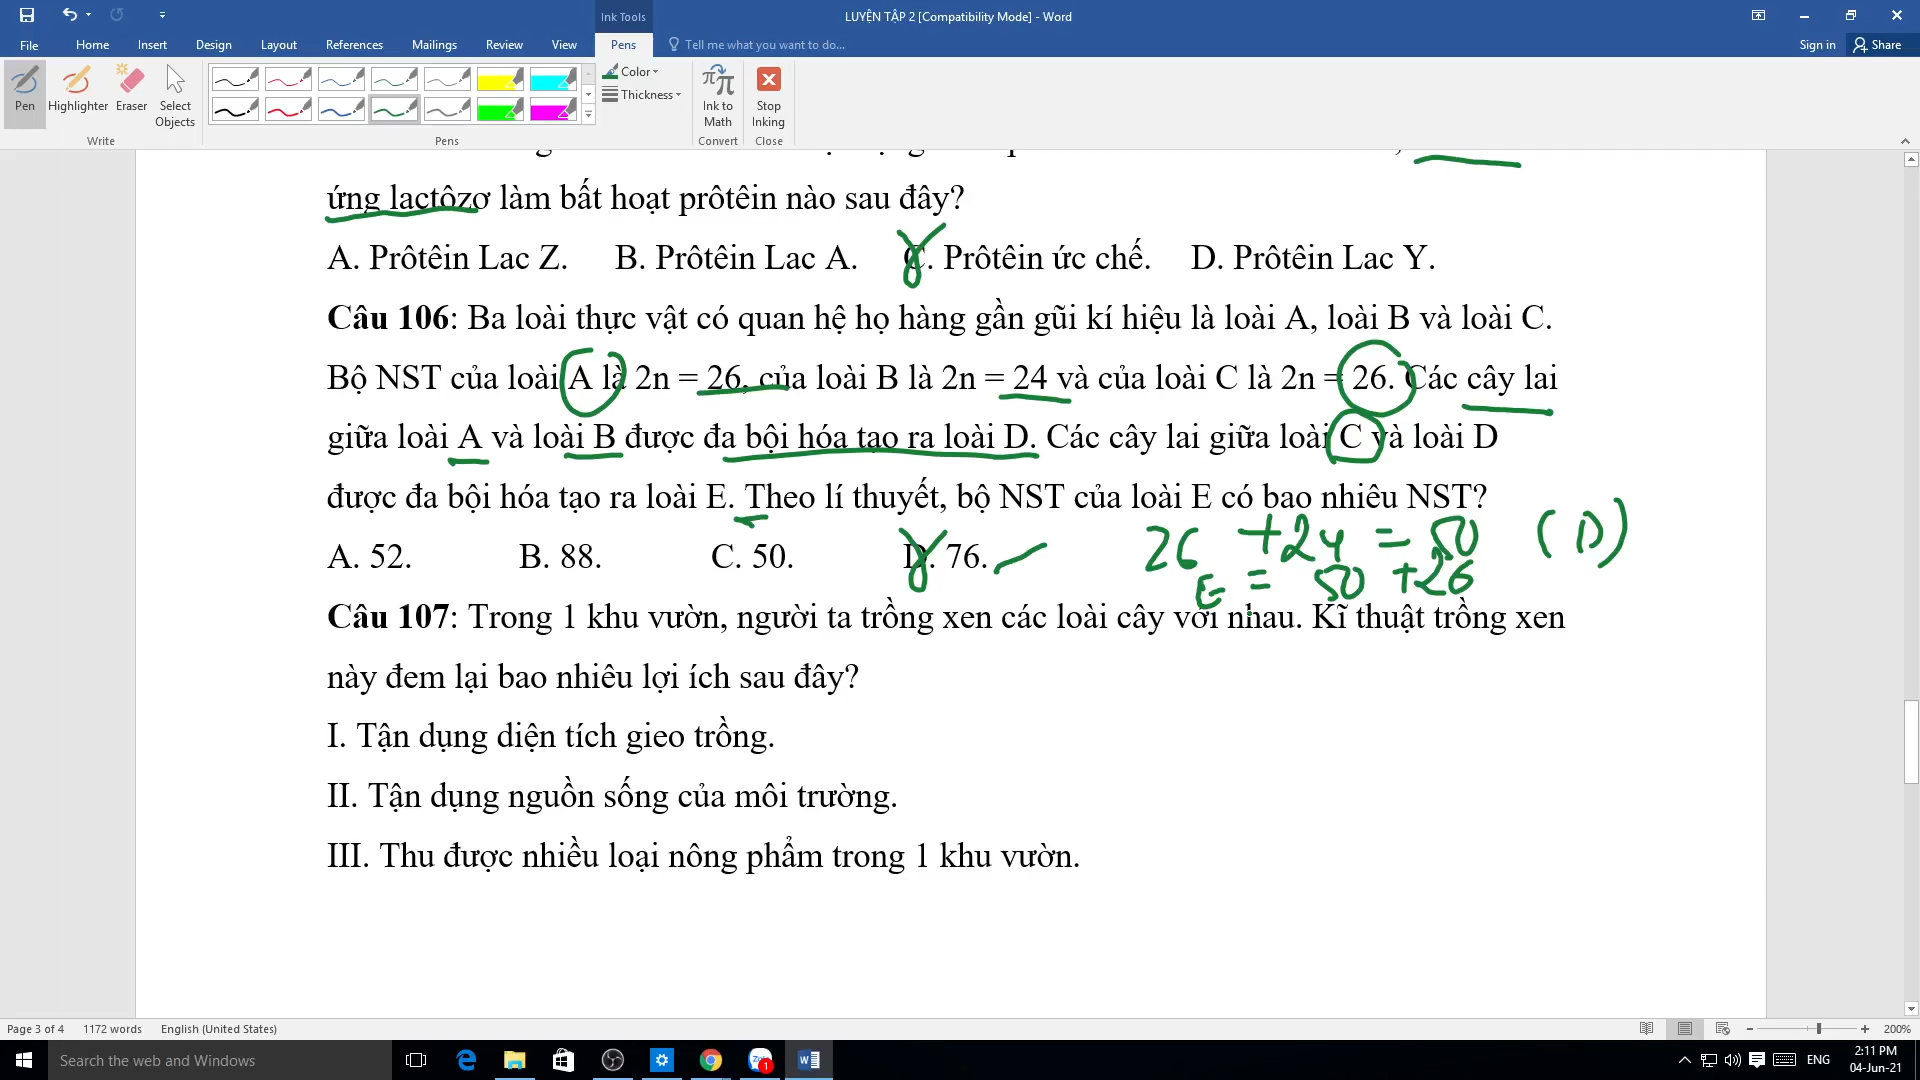 Ink Tools
LUYỆN TẬP 2 [Compatibility Mode] - Word
File Home Insert Design Layout References Mailings Review View Pens Tell me what you want to do... Sign in Share
Pen Highlighter Eraser Select Objects
Color
Thickness
Ink to Math
Stop Inking
Write Pens Convert Close
ứng lactôzơ làm bất hoạt prôtêin nào sau đây?
A. Prôtêin Lac Z. B. Prôtêin Lac A. C. Prôtêin ức chế. D. Prôtêin Lac Y.
Câu 106: Ba loài thực vật có quan hệ họ hàng gần gũi kí hiệu là loài A, loài B và loài C.
Bộ NST của loài A là 2n = 26, của loài B là 2n = 24 và của loài C là 2n = 26. Các cây lai
giữa loài A và loài B được đa bội hóa tạo ra loài D. Các cây lai giữa loài C và loài D
được đa bội hóa tạo ra loài E. Theo lí thuyết, bộ NST của loài E có bao nhiêu NST?
A. 52. B. 88. C. 50. D. 76.
26 + 24 = 50 (D)
E = 50 + 26
Câu 107: Trong 1 khu vườn, người ta trồng xen các loài cây với nhau. Kĩ thuật trồng xen
này đem lại bao nhiêu lợi ích sau đây?
I. Tận dụng diện tích gieo trồng.
II. Tận dụng nguồn sống của môi trường.
III. Thu được nhiều loại nông phẩm trong 1 khu vườn.
Page 3 of 4 1172 words English (United States) 200%
Search the web and Windows
1
ENG
2:11 PM
04-Jun-21